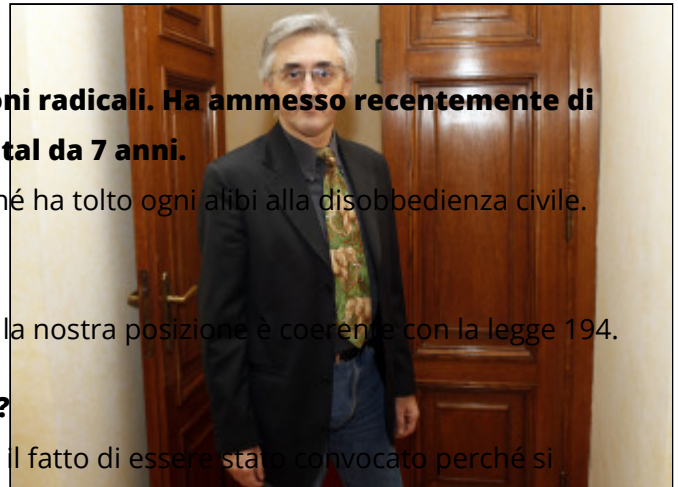 ni radicali. Ha ammesso recentemente di
tal da 7 anni.
né ha tolto ogni alibi alla disobbedienza civile.
la nostra posizione è coerente con la legge 194.
?
il fatto di essere stato convocato perché si